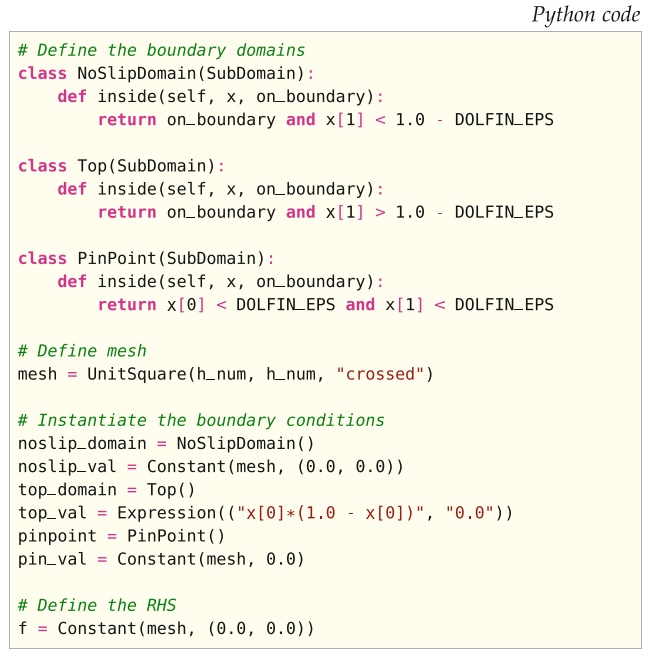 Python code
# Define the boundary domains
class NoSlipDomain(SubDomain):
    def inside(self, x, on_boundary):
        return on_boundary and x[1] < 1.0 - DOLFIN_EPS

class Top(SubDomain):
    def inside(self, x, on_boundary):
        return on_boundary and x[1] > 1.0 - DOLFIN_EPS

class PinPoint(SubDomain):
    def inside(self, x, on_boundary):
        return x[0] < DOLFIN_EPS and x[1] < DOLFIN_EPS

# Define mesh
mesh = UnitSquare(h_num, h_num, "crossed")

# Instantiate the boundary conditions
noslip_domain = NoSlipDomain()
noslip_val = Constant(mesh, (0.0, 0.0))
top_domain = Top()
top_val = Expression(("x[0]*(1.0 - x[0])", "0.0"))
pinpoint = PinPoint()
pin_val = Constant(mesh, 0.0)

# Define the RHS
f = Constant(mesh, (0.0, 0.0))